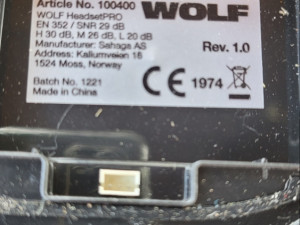 Article No. 100400
WOLF HeadsetPRO
EN 352 / SNR 29 dB
H 30 dB, M 26 dB, L 20 dB
Manufacturer: Sahaga AS
Address: Kallumveien 18
1524 Moss, Norway
Batch No. 1221
Made in China
WOLF
Rev. 1.0
CE 1974